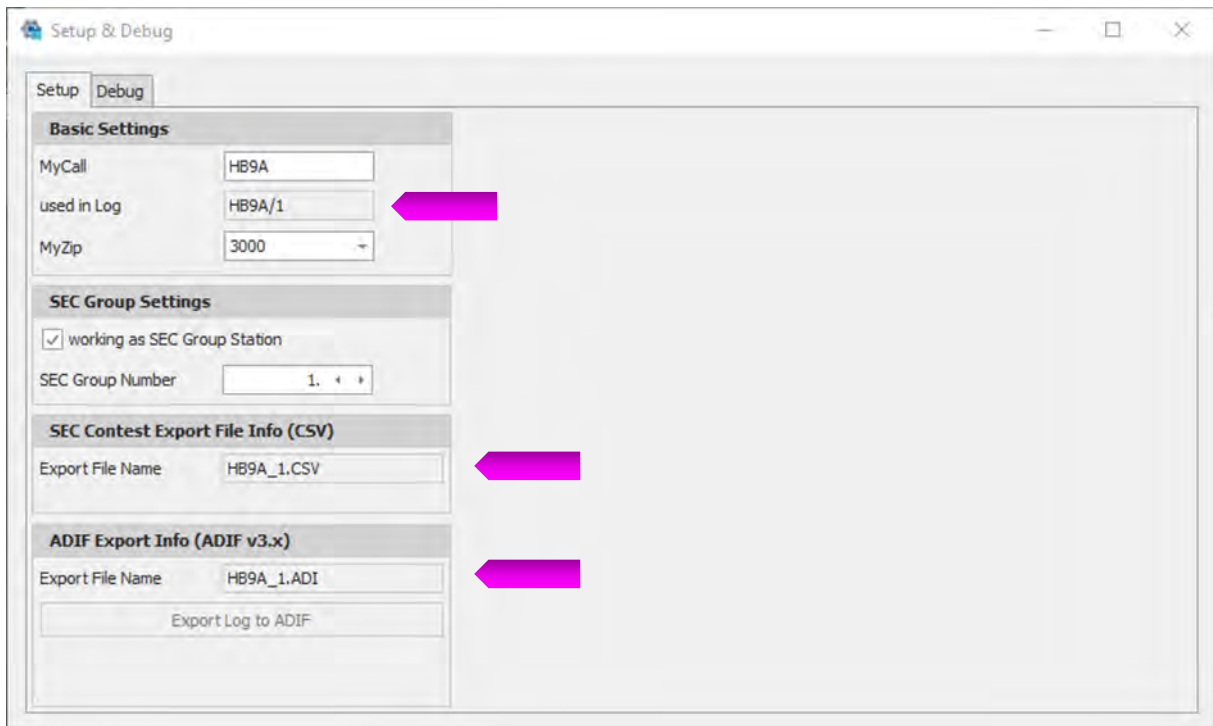 Setup & Debug
Setup Debug
Basic Settings
MyCall HB9A
used in Log HB9A/1
MyZip 3000
SEC Group Settings
working as SEC Group Station
SEC Group Number 1.
SEC Contest Export File Info (CSV)
Export File Name HB9A_1.CSV
ADIF Export Info (ADIF v3.x)
Export File Name HB9A_1.ADI
Export Log to ADIF